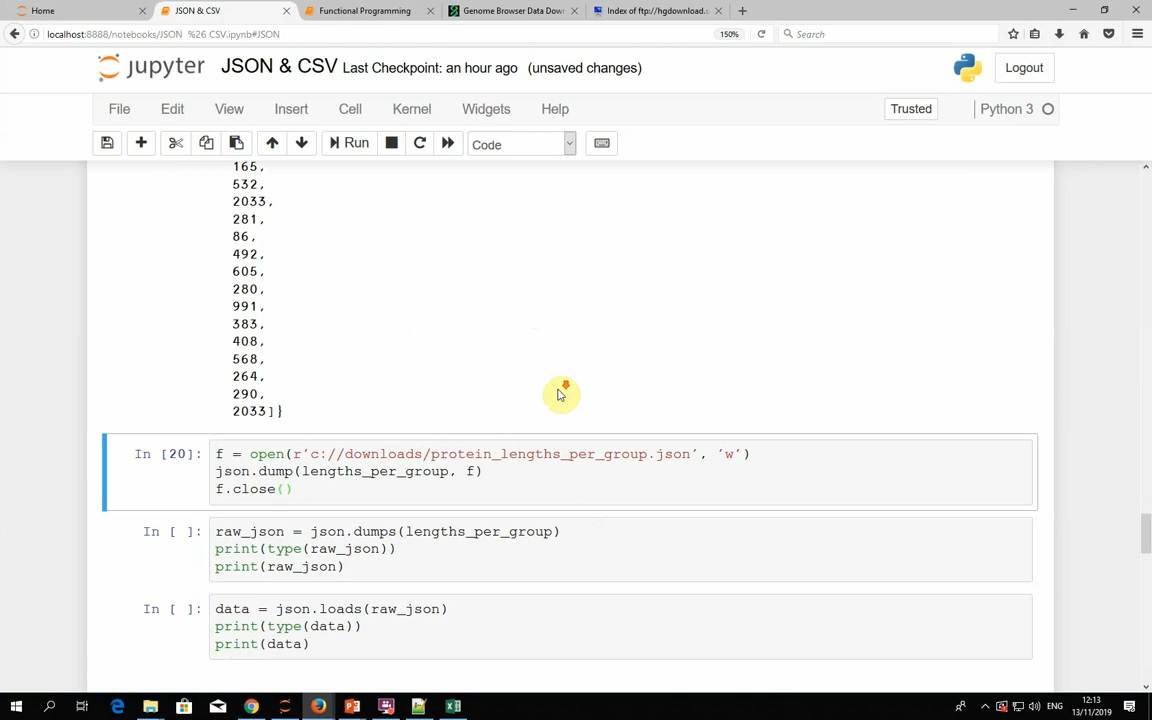 Home
JSON & CSV
Functional Programming
Genome Browser Data Down
Index of ftp://hgdownload.s
localhost:8888/notebooks/JSON %26 CSV.ipynb#JSON
150%
Search
jupyter JSON & CSV Last Checkpoint: an hour ago (unsaved changes)
Logout
File Edit View Insert Cell Kernel Widgets Help
Trusted
Python 3
Run
Code
165,
532,
2033,
281,
86,
492,
605,
280,
991,
383,
408,
568,
264,
290,
2033]}
In [20]: f = open(r'c://downloads/protein_lengths_per_group.json', 'w')
json.dump(lengths_per_group, f)
f.close()
In [ ]: raw_json = json.dumps(lengths_per_group)
print(type(raw_json))
print(raw_json)
In [ ]: data = json.loads(raw_json)
print(type(data))
print(data)
ENG
12:13
13/11/2019